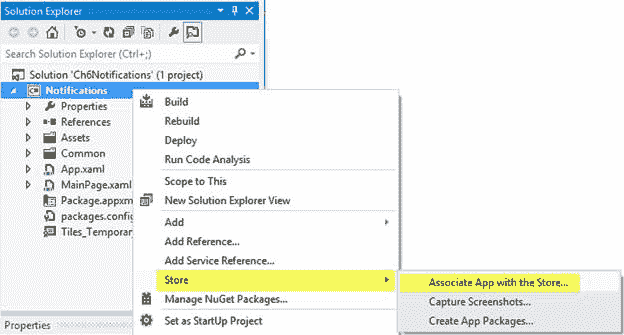 Solution Explorer
Search Solution Explorer (Ctrl+;)
Solution 'Ch6Notifications' (1 project)
Notifications
Properties
References
Assets
Common
App.xaml
MainPage.xaml
Package.appxm
packages.config
Tiles_Temporary
Properties
Build
Rebuild
Deploy
Run Code Analysis
Scope to This
New Solution Explorer View
Add
Add Reference...
Add Service Reference...
Store
Manage NuGet Packages...
Set as StartUp Project
Associate App with the Store...
Capture Screenshots...
Create App Packages...